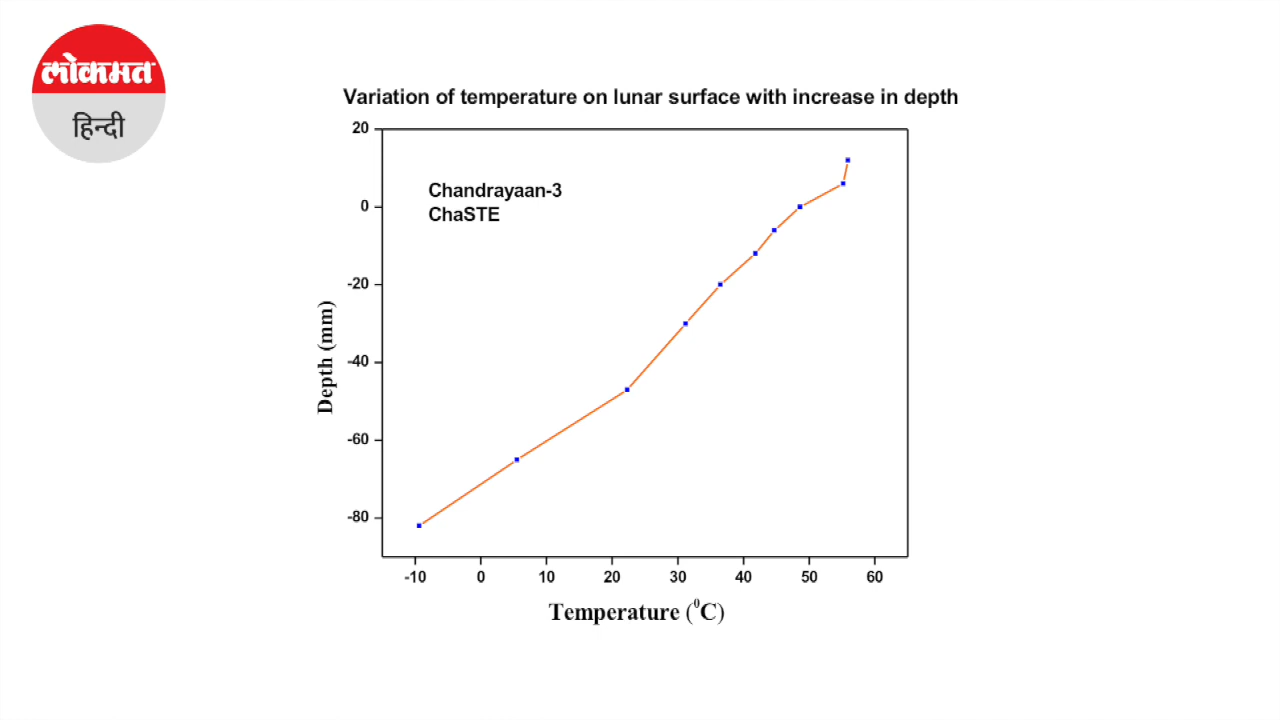 लोकमत
हिन्दी
Variation of temperature on lunar surface with increase in depth
Chandrayaan-3
ChaSTE
20
0
-20
-40
-60
-80
Depth (mm)
-10 0 10 20 30 40 50 60
Temperature (⁰C)